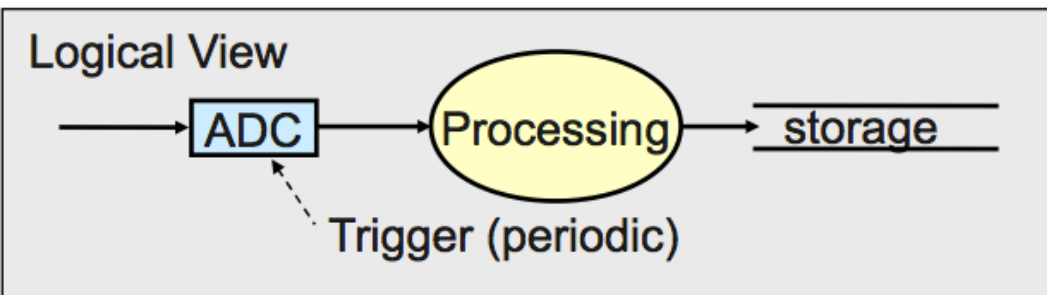 Logical View
ADC
Processing
storage
Trigger (periodic)